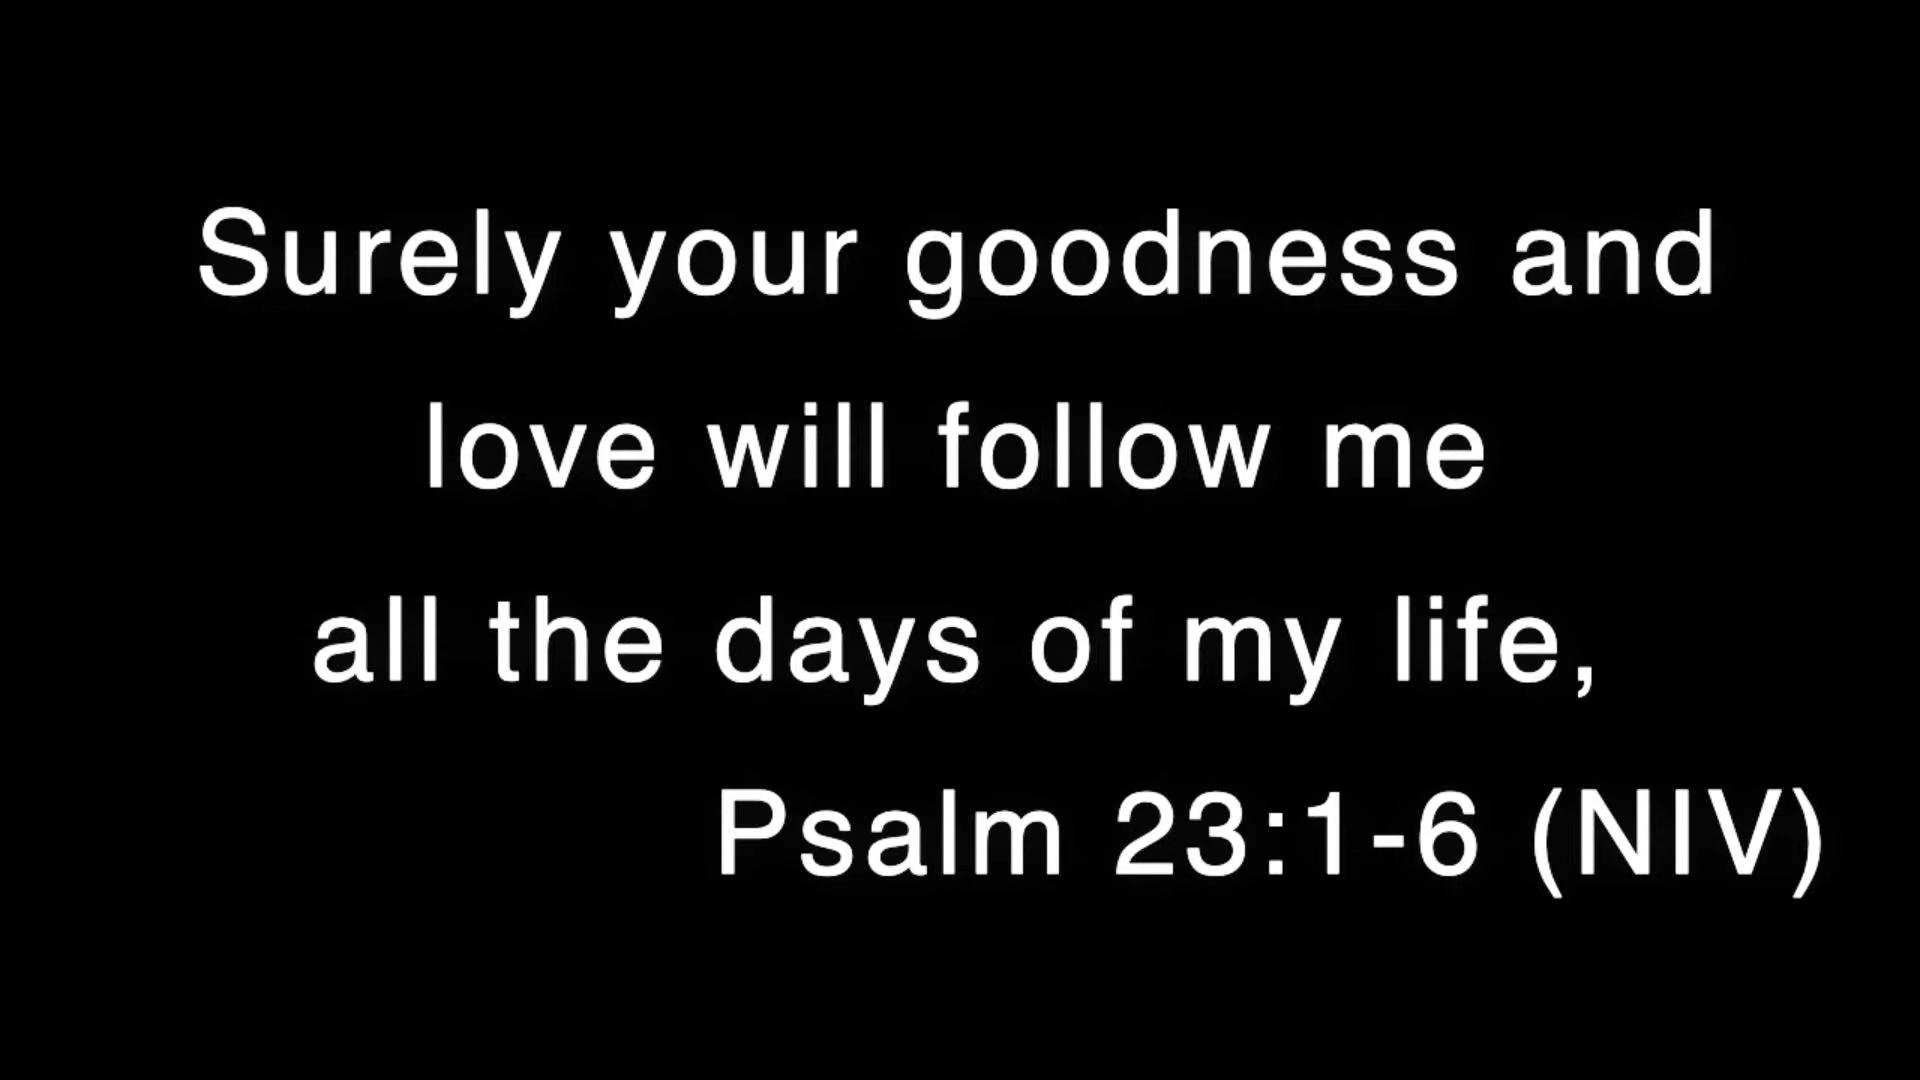 Surely your goodness and
love will follow me
all the days of my life,
Psalm 23:1-6 (NIV)